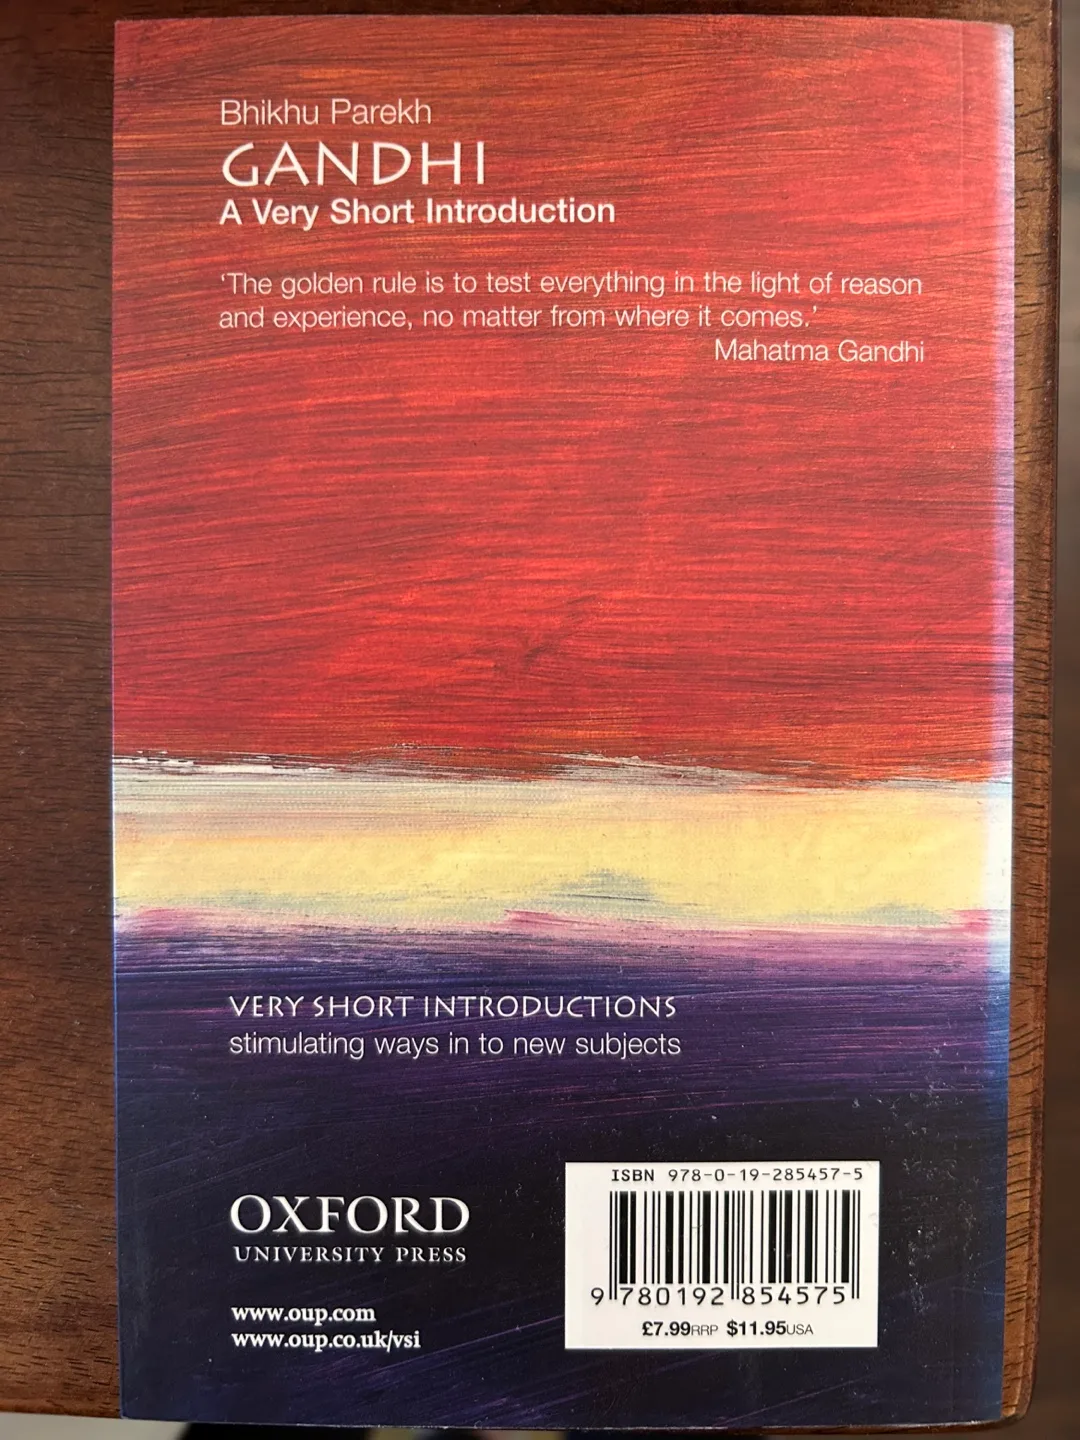 Bhikhu Parekh
GANDHI
A Very Short Introduction
‘The golden rule is to test everything in the light of reason
and experience, no matter from where it comes.’
Mahatma Gandhi
VERY SHORT INTRODUCTIONS
stimulating ways in to new subjects
OXFORD
UNIVERSITY PRESS
www.oup.com
www.oup.co.uk/vsi
ISBN 978-0-19-285457-5
9 780192 854575
£7.99RRP $11.95USA